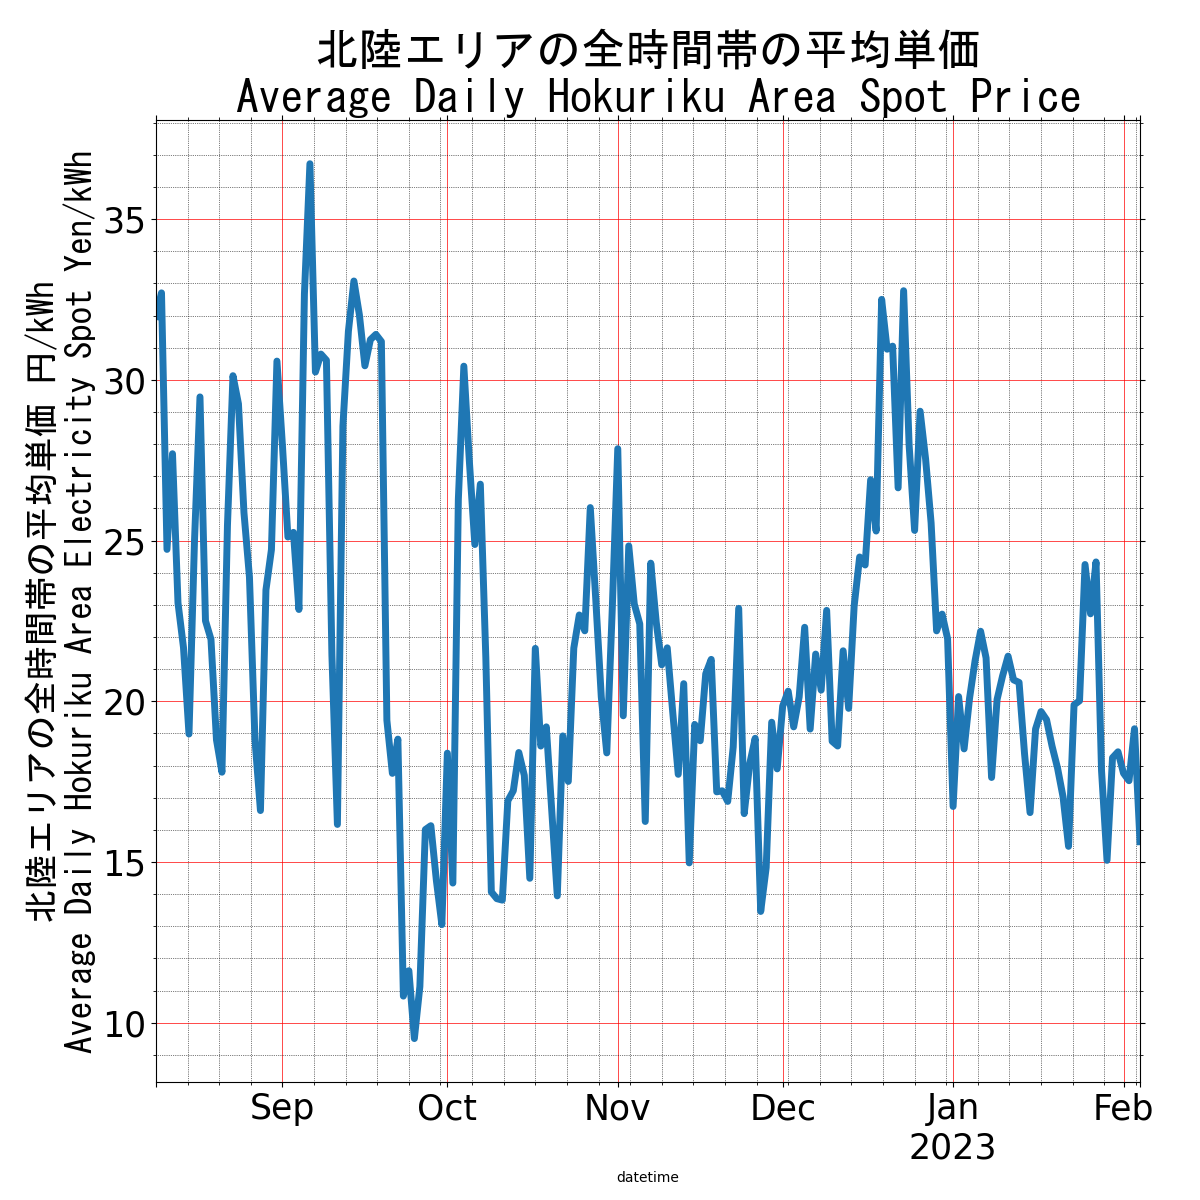 北陸エリアの全時間帯の平均単価
Average Daily Hokuriku Area Spot Price
北陸エリアの全時間帯の平均単価 円/kWh
Average Daily Hokuriku Area Electricity Spot Yen/kWh
35
30
25
20
15
10
Sep Oct Nov Dec Jan Feb
2023
datetime